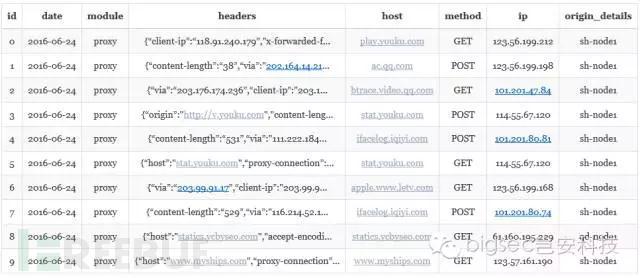 id date module headers host method ip origin_details
0 2016-06-24 proxy {"client-ip":"118.91.240.179","x-forwarded-f... play.youku.com GET 123.56.199.212 sh-node1
1 2016-06-24 proxy {"content-length":"38","via":"202.164.14.21... ac.qq.com POST 123.56.199.198 sh-node1
2 2016-06-24 proxy {"via":"203.176.174.236","client-ip":"203.1... btrace.video.qq.com GET 101.201.47.84 sh-node1
3 2016-06-24 proxy {"origin":"http://v.youku.com","content-leng... stat.youku.com POST 114.55.67.120 sh-node1
4 2016-06-24 proxy {"content-length":"531","via":"111.222.184... ifacelog.iqiyi.com POST 101.201.80.81 sh-node1
5 2016-06-24 proxy {"host":"stat.youku.com","proxy-connection":... stat.youku.com GET 114.55.67.120 sh-node1
6 2016-06-24 proxy {"via":"203.99.91.17","client-ip":"203.99.9... apple.www.letv.com GET 123.56.199.168 sh-node1
7 2016-06-24 proxy {"content-length":"529","via":"116.214.52.1... ifacelog.iqiyi.com POST 101.201.80.74 sh-node1
8 2016-06-24 proxy {"host":"statics.ycbyseo.com","accept-encodi... statics.ycbyseo.com GET 61.160.195.229 qd-node1
9 2016-06-24 proxy {"host":"www.myships.com","proxy-connection"... www.myships.com GET 123.57.161.190 sh-node1
FREEBUF
bigsec岂安科技